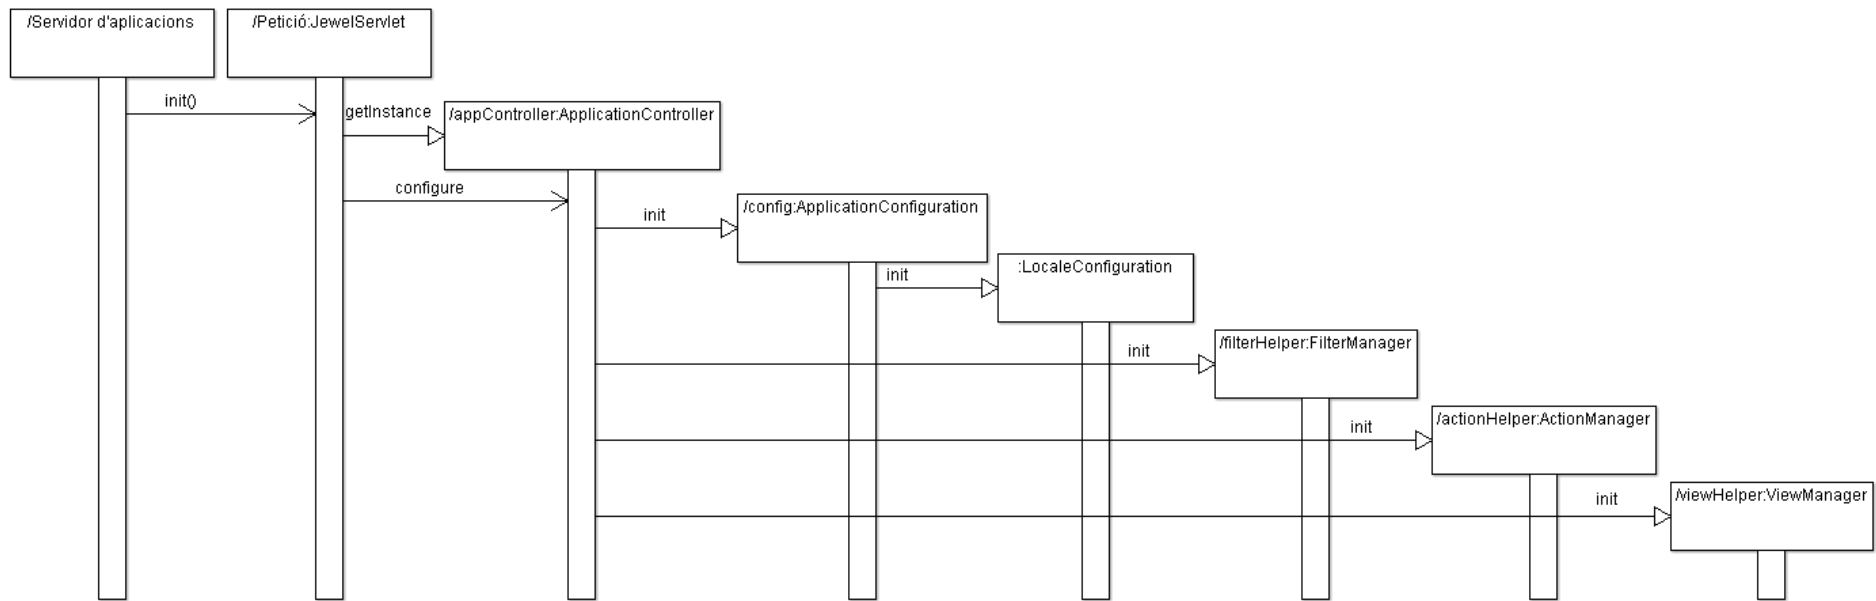 /Servidor d'aplicacions
/Petició:JewelServlet
init()
getInstance
/appController:ApplicationController
configure
init
/config:ApplicationConfiguration
init
:LocaleConfiguration
init
/filterHelper:FilterManager
init
/actionHelper:ActionManager
init
/viewHelper:ViewManager